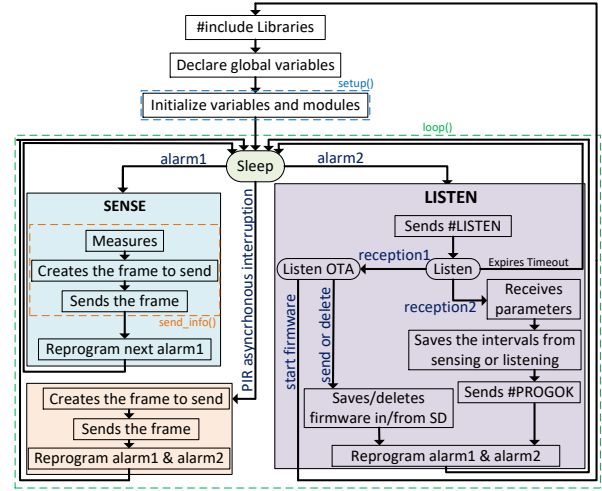 #include Libraries
Declare global variables
setup()
Initialize variables and modules
loop()
alarm1
Sleep
alarm2
SENSE
Measures
Creates the frame to send
Sends the frame
send_info()
Reprogram next alarm1
PIR asyncrhonous interruption
Creates the frame to send
Sends the frame
Reprogram alarm1 & alarm2
LISTEN
Sends #LISTEN
reception1
Listen OTA
Listen
Expires Timeout
reception2
Receives
parameters
start firmware
send or delete
Saves the intervals from
sensing or listening
Saves/deletes
firmware in/from SD
Sends #PROGOK
Reprogram alarm1 & alarm2